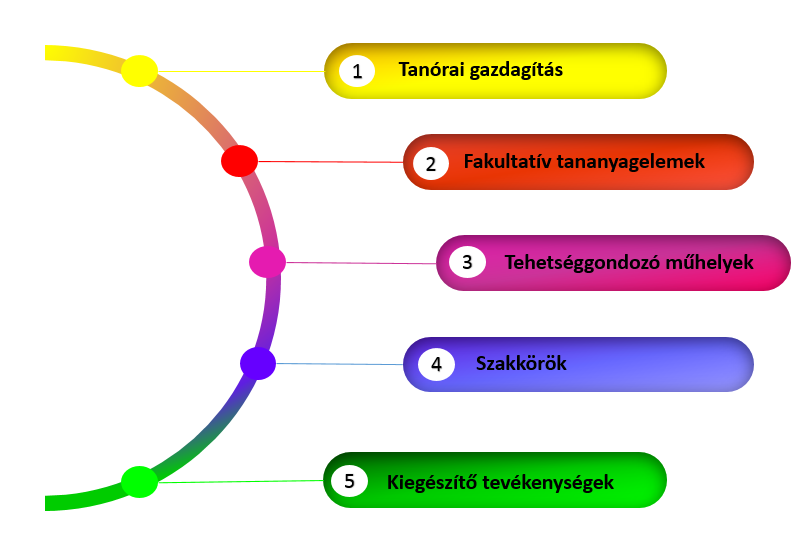 1 Tanórai gazdagítás
2 Fakultatív tananyagelemek
3 Tehetséggondozó műhelyek
4 Szakkörök
5 Kiegészítő tevékenységek